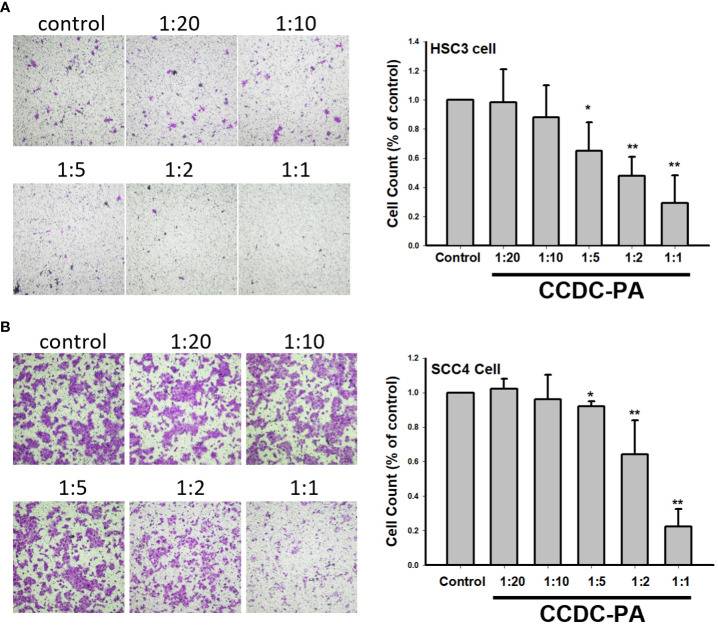 A
control 1:20 1:10
1:5 1:2 1:1
HSC3 cell
Cell Count (% of control)
1.4
1.2
1.0
0.8
0.6
0.4
0.2
0.0
*
**
**
Control 1:20 1:10 1:5 1:2 1:1
CCDC-PA
B
control 1:20 1:10
1:5 1:2 1:1
SCC4 Cell
Cell Count (% of control)
1.2
1.0
0.8
0.6
0.4
0.2
0.0
*
**
**
Control 1:20 1:10 1:5 1:2 1:1
CCDC-PA